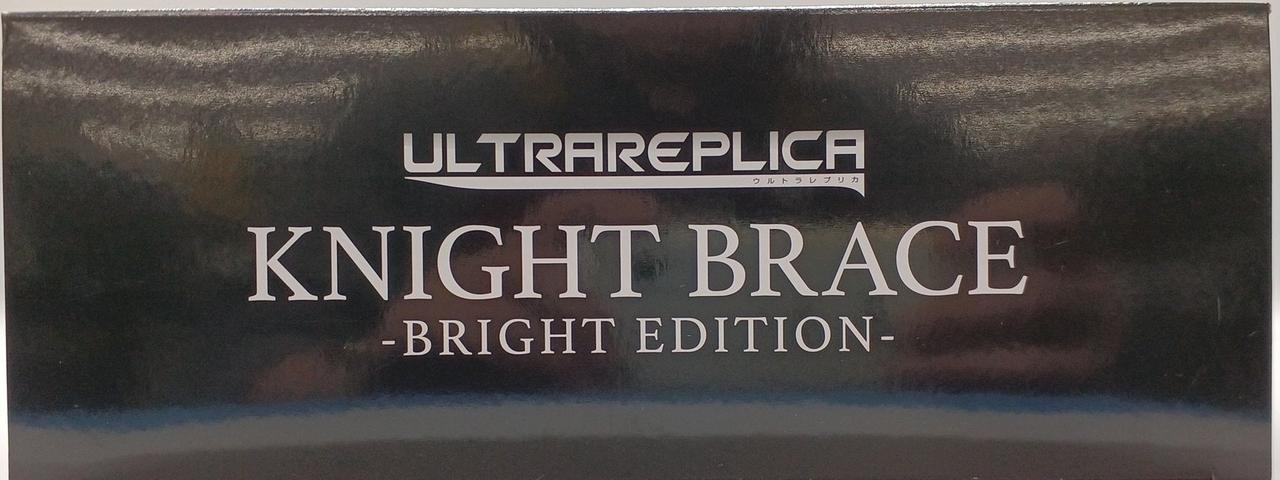 ULTRAREPLICA
ウルトラレプリカ
KNIGHT BRACE
-BRIGHT EDITION-